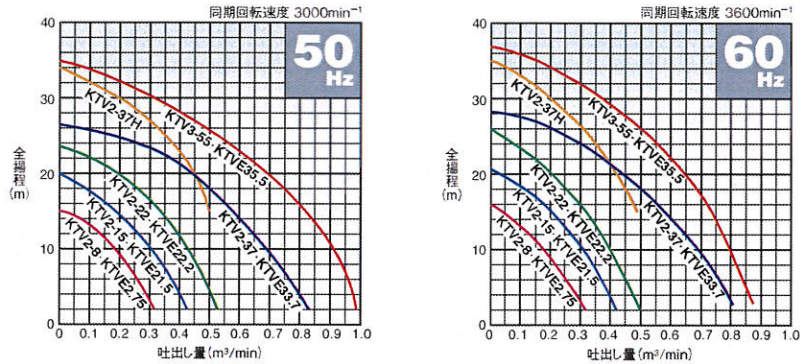 同期回転速度 3000min⁻¹
50
Hz
40
30
20
10
0
全揚程
(m)
KTV2-37H
KTV3-55・KTVE35.5
KTV2-22・KTVE22.2
KTV2-15・KTVE21.5
KTV2-8・KTVE2.75
KTV2-37・KTVE33.7
0 0.1 0.2 0.3 0.4 0.5 0.6 0.7 0.8 0.9 1.0
吐出し量(m³/min)
同期回転速度 3600min⁻¹
60
Hz
40
30
20
10
0
全揚程
(m)
KTV2-37H
KTV3-55・KTVE35.5
KTV2-22・KTVE22.2
KTV2-15・KTVE21.5
KTV2-8・KTVE2.75
KTV2-37・KTVE33.7
0 0.1 0.2 0.3 0.4 0.5 0.6 0.7 0.8 0.9 1.0
吐出し量(m³/min)